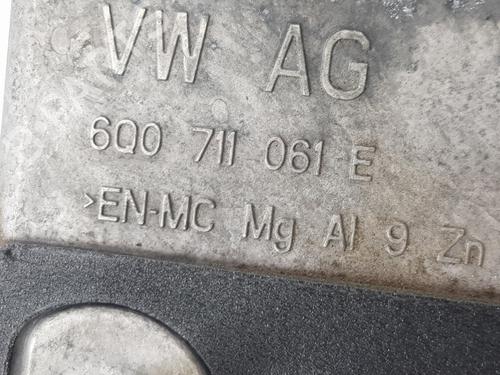 VW AG
6Q0 711 061 E
>EN-MC Mg Al 9 Zn